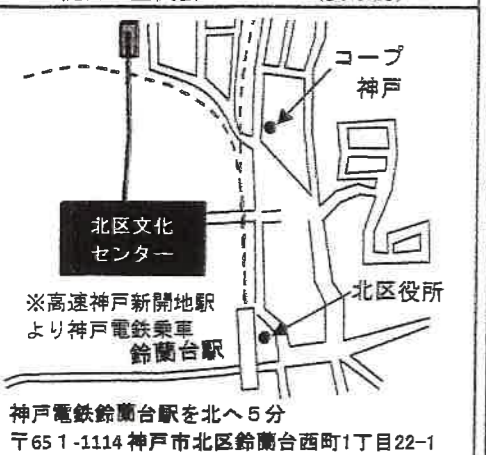 コープ
神戸
北区文化
センター
※高速神戸新開地駅
より神戸電鉄乗車
北区役所
鈴蘭台駅
神戸電鉄鈴蘭台駅を北へ5分
〒651-1114 神戸市北区鈴蘭台西町1丁目22-1